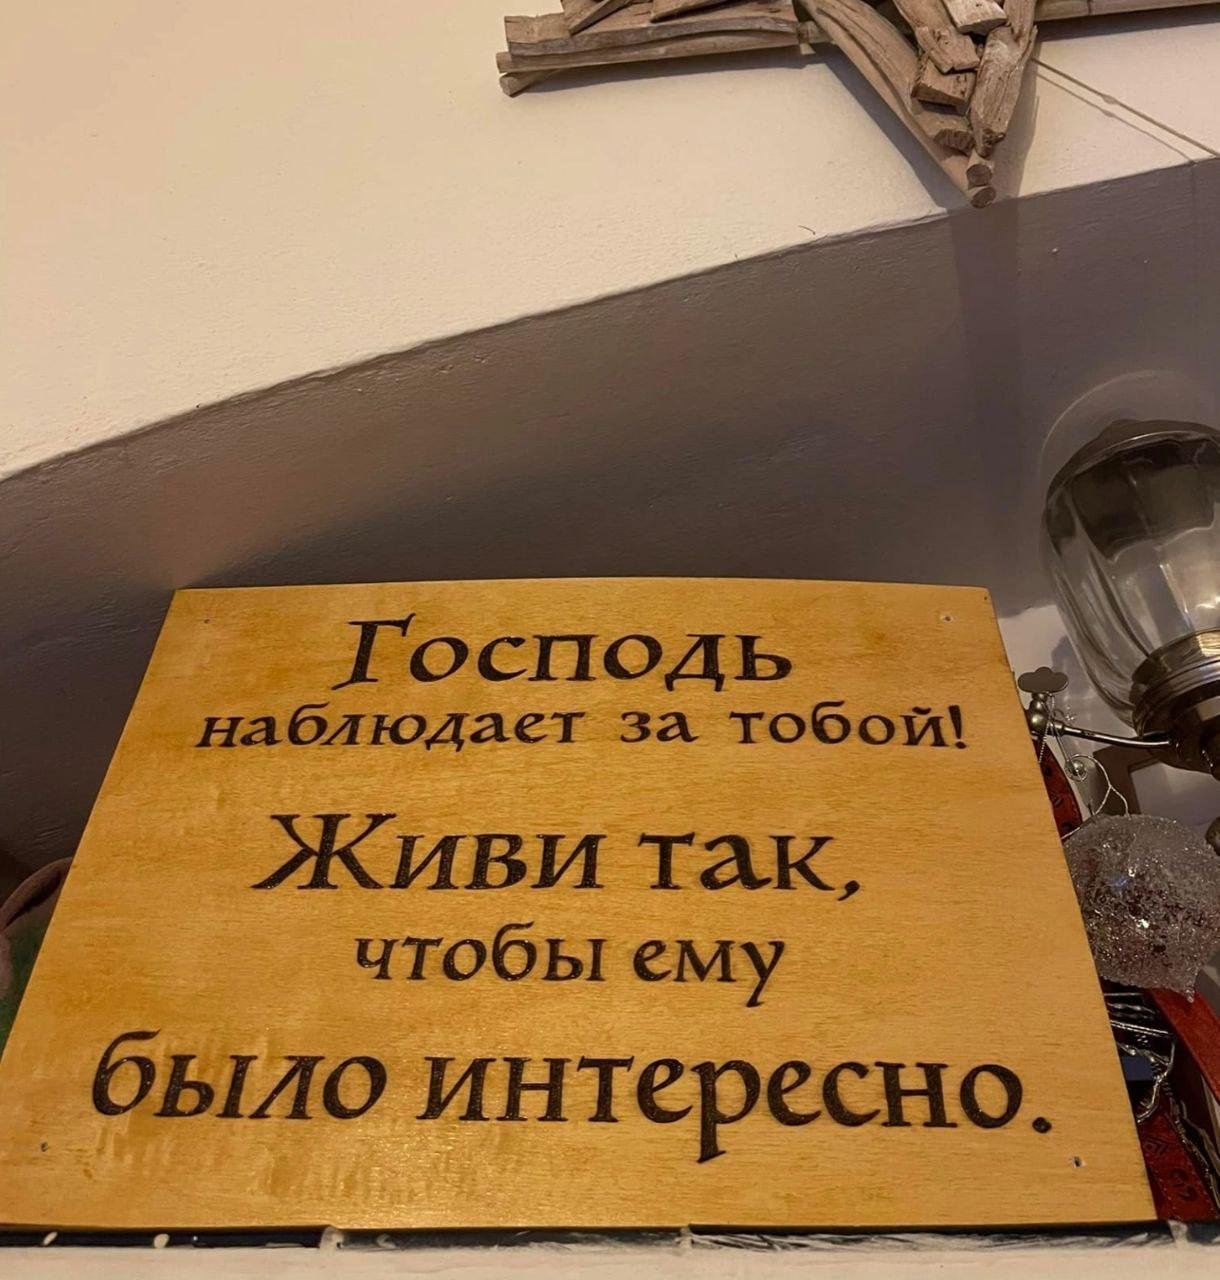 Господь
наблюдает за тобой!
Живи так,
чтобы ему
было интересно.